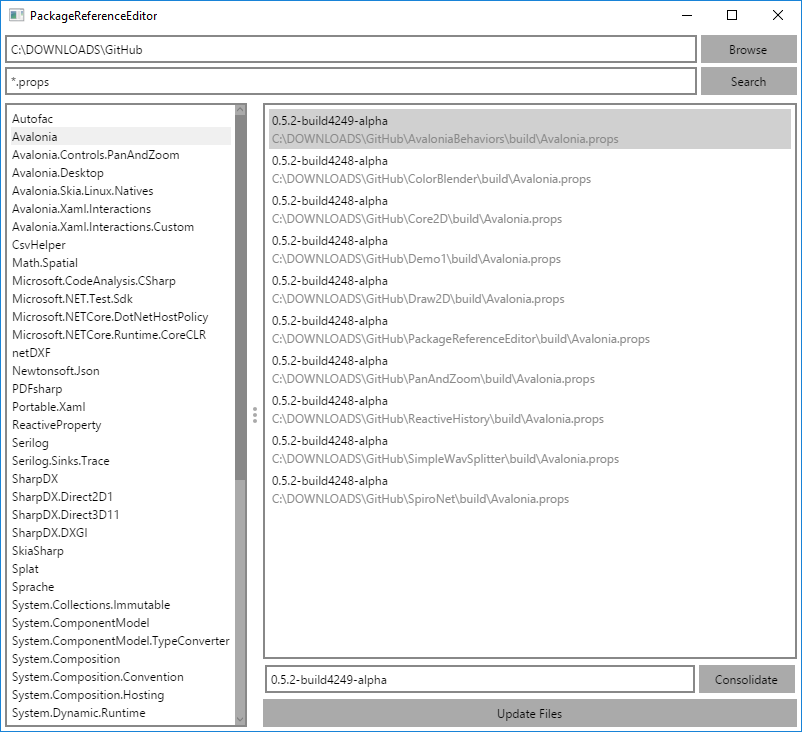 PackageReferenceEditor
C:\DOWNLOADS\GitHub
Browse
*.props
Search
Autofac
Avalonia
Avalonia.Controls.PanAndZoom
Avalonia.Desktop
Avalonia.Skia.Linux.Natives
Avalonia.Xaml.Interactions
Avalonia.Xaml.Interactions.Custom
CsvHelper
Math.Spatial
Microsoft.CodeAnalysis.CSharp
Microsoft.NET.Test.Sdk
Microsoft.NETCore.DotNetHostPolicy
Microsoft.NETCore.Runtime.CoreCLR
netDXF
Newtonsoft.Json
PDFsharp
Portable.Xaml
ReactiveProperty
Serilog
Serilog.Sinks.Trace
SharpDX
SharpDX.Direct2D1
SharpDX.Direct3D11
SharpDX.DXGI
SkiaSharp
Splat
Sprache
System.Collections.Immutable
System.ComponentModel
System.ComponentModel.TypeConverter
System.Composition
System.Composition.Convention
System.Composition.Hosting
System.Dynamic.Runtime
0.5.2-build4249-alpha
C:\DOWNLOADS\GitHub\AvaloniaBehaviors\build\Avalonia.props
0.5.2-build4248-alpha
C:\DOWNLOADS\GitHub\ColorBlender\build\Avalonia.props
0.5.2-build4248-alpha
C:\DOWNLOADS\GitHub\Core2D\build\Avalonia.props
0.5.2-build4248-alpha
C:\DOWNLOADS\GitHub\Demo1\build\Avalonia.props
0.5.2-build4248-alpha
C:\DOWNLOADS\GitHub\Draw2D\build\Avalonia.props
0.5.2-build4248-alpha
C:\DOWNLOADS\GitHub\PackageReferenceEditor\build\Avalonia.props
0.5.2-build4248-alpha
C:\DOWNLOADS\GitHub\PanAndZoom\build\Avalonia.props
0.5.2-build4248-alpha
C:\DOWNLOADS\GitHub\ReactiveHistory\build\Avalonia.props
0.5.2-build4248-alpha
C:\DOWNLOADS\GitHub\SimpleWavSplitter\build\Avalonia.props
0.5.2-build4248-alpha
C:\DOWNLOADS\GitHub\SpiroNet\build\Avalonia.props
0.5.2-build4249-alpha
Consolidate
Update Files